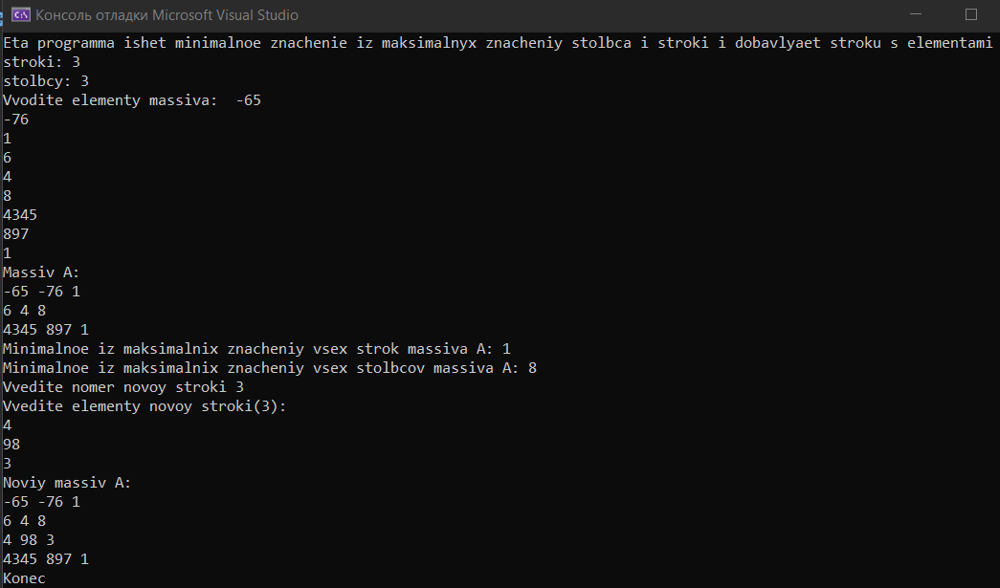 Консоль отладки Microsoft Visual Studio
Eta programma ishet minimalnoe znachenie iz maksimalnyx znacheniy stolbca i stroki i dobavlyaet stroku s elementami
stroki: 3
stolbcy: 3
Vvodite elementy massiva:  -65
-76
1
6
4
8
4345
897
1
Massiv A:
-65 -76 1
6 4 8
4345 897 1
Minimalnoe iz maksimalnix znacheniy vsex strok massiva A: 1
Minimalnoe iz maksimalnix znacheniy vsex stolbcov massiva A: 8
Vvedite nomer novoy stroki 3
Vvedite elementy novoy stroki(3):
4
98
3
Noviy massiv A:
-65 -76 1
6 4 8
4 98 3
4345 897 1
Konec